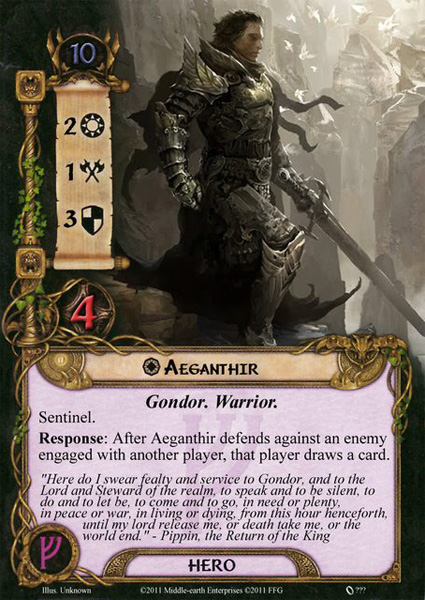 10
2
1
3
4
AEGANTHIR
Gondor. Warrior.
Sentinel.
Response: After Aeganthir defends against an enemy
engaged with another player, that player draws a card.
"Here do I swear fealty and service to Gondor, and to
the Lord and Steward of the realm, to speak and to be silent, to
do and to let be, to come and to go, in need or plenty,
in peace or war, in living or dying, from this hour henceforth,
until my lord release me, or death take me, or the
world end." - Pippin, the Return of the King
HERO
Illus. Unknown ©2011 Middle-earth Enterprises ©2011 FFG ???